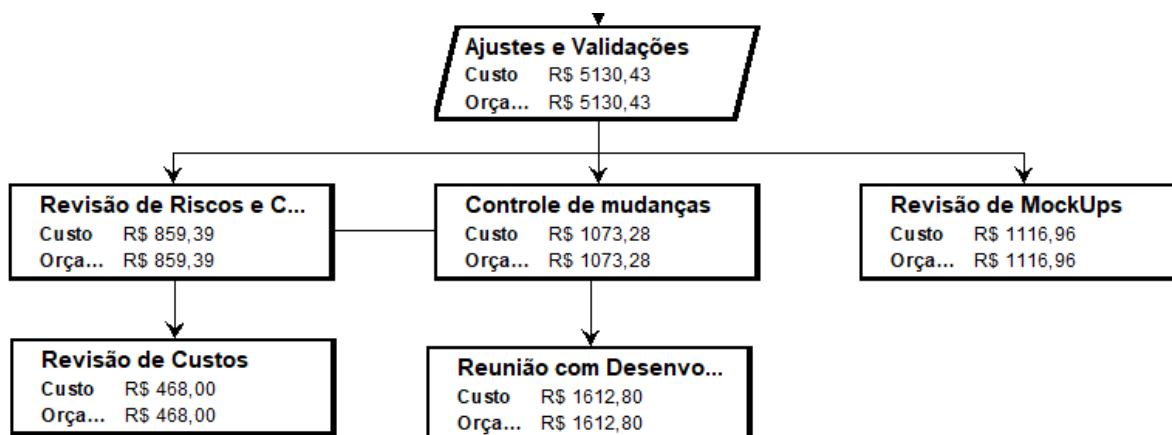 Ajustes e Validações
Custo R$ 5130,43
Orça... R$ 5130,43
Revisão de Riscos e C...
Custo R$ 859,39
Orça... R$ 859,39
Controle de mudanças
Custo R$ 1073,28
Orça... R$ 1073,28
Revisão de MockUps
Custo R$ 1116,96
Orça... R$ 1116,96
Revisão de Custos
Custo R$ 468,00
Orça... R$ 468,00
Reunião com Desenvo...
Custo R$ 1612,80
Orça... R$ 1612,80